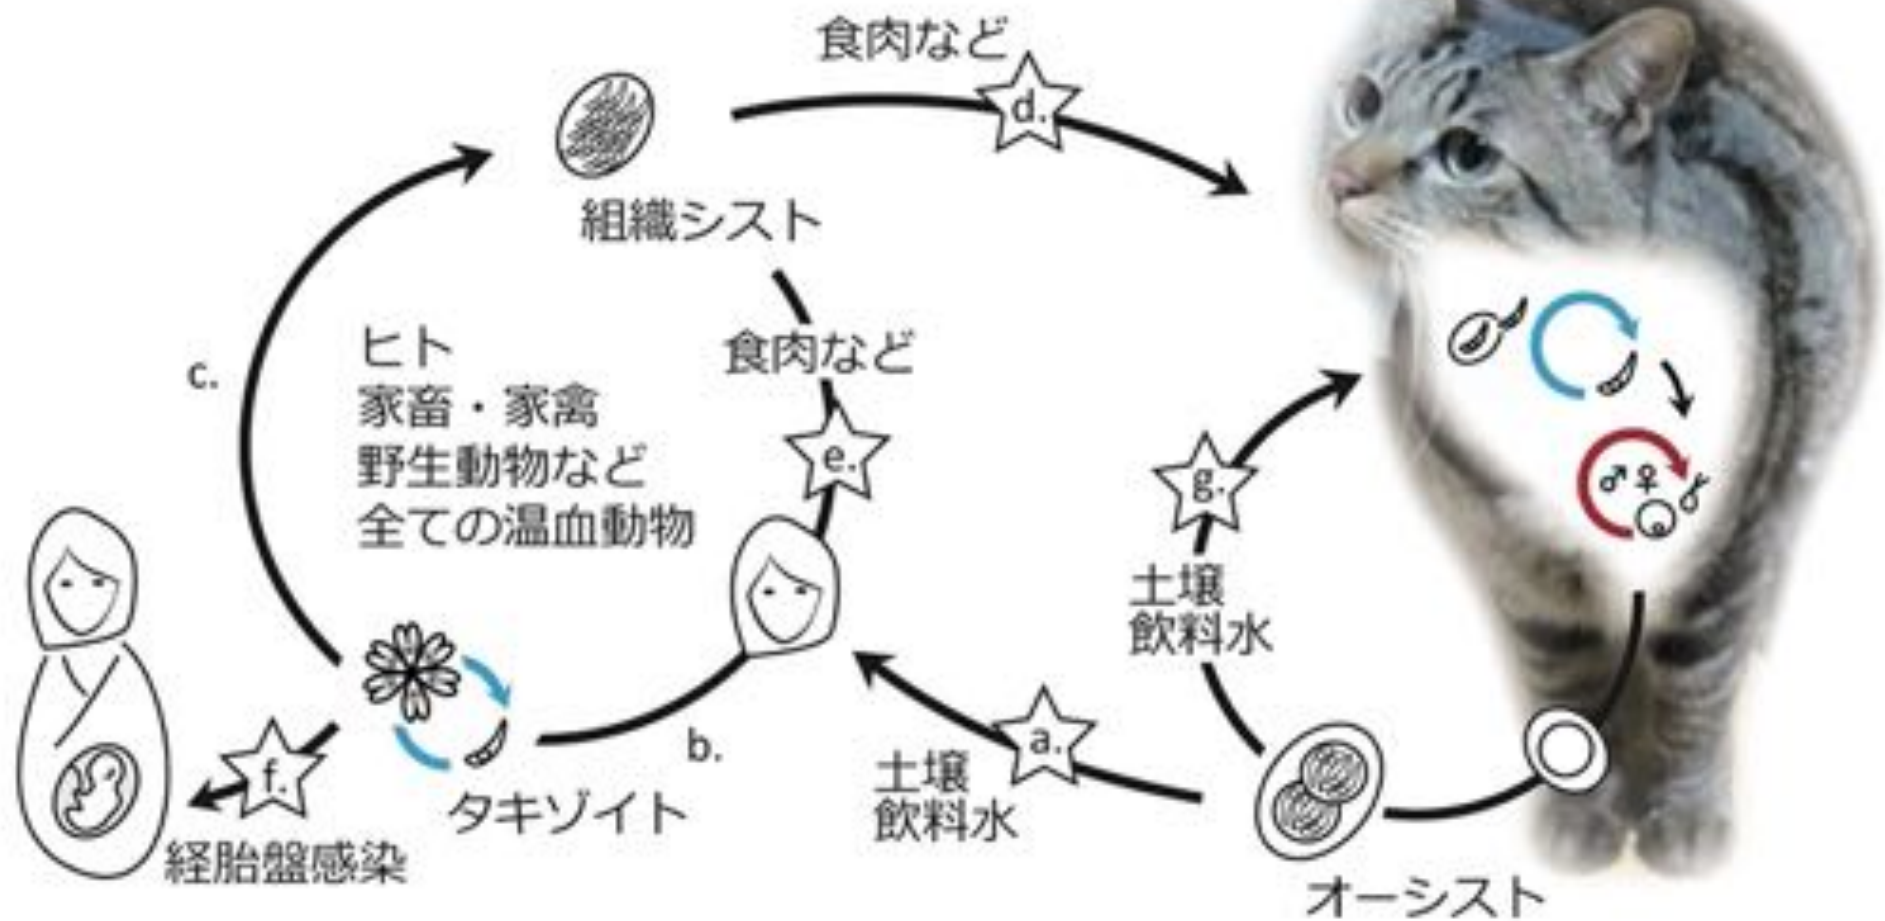 食肉など
d.
組織シスト
食肉など
c.
ヒト
家畜・家禽
野生動物など
全ての温血動物
e.
g.
♂♀
土壌
飲料水
b.
a.
土壌
飲料水
f.
タキゾイト
経胎盤感染
オーシスト